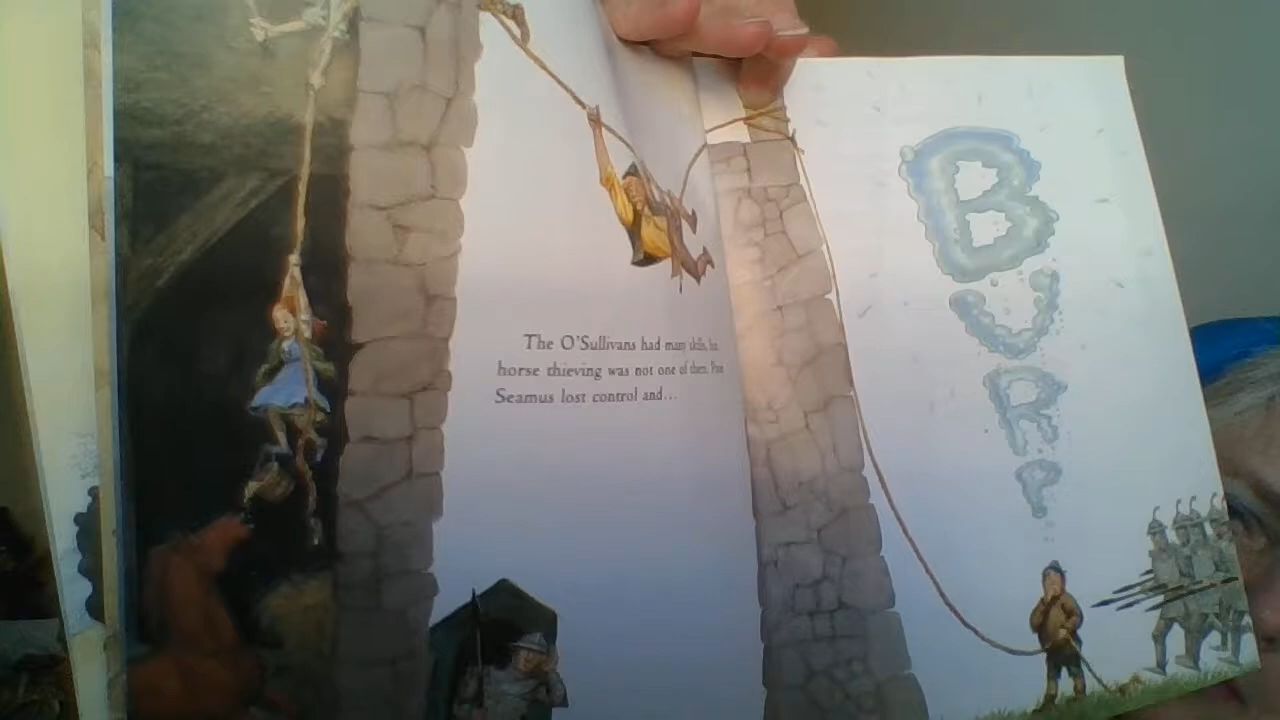 The O'Sullivans had many skills, but
horse thieving was not one of them. Poor
Seamus lost control and...
BURP